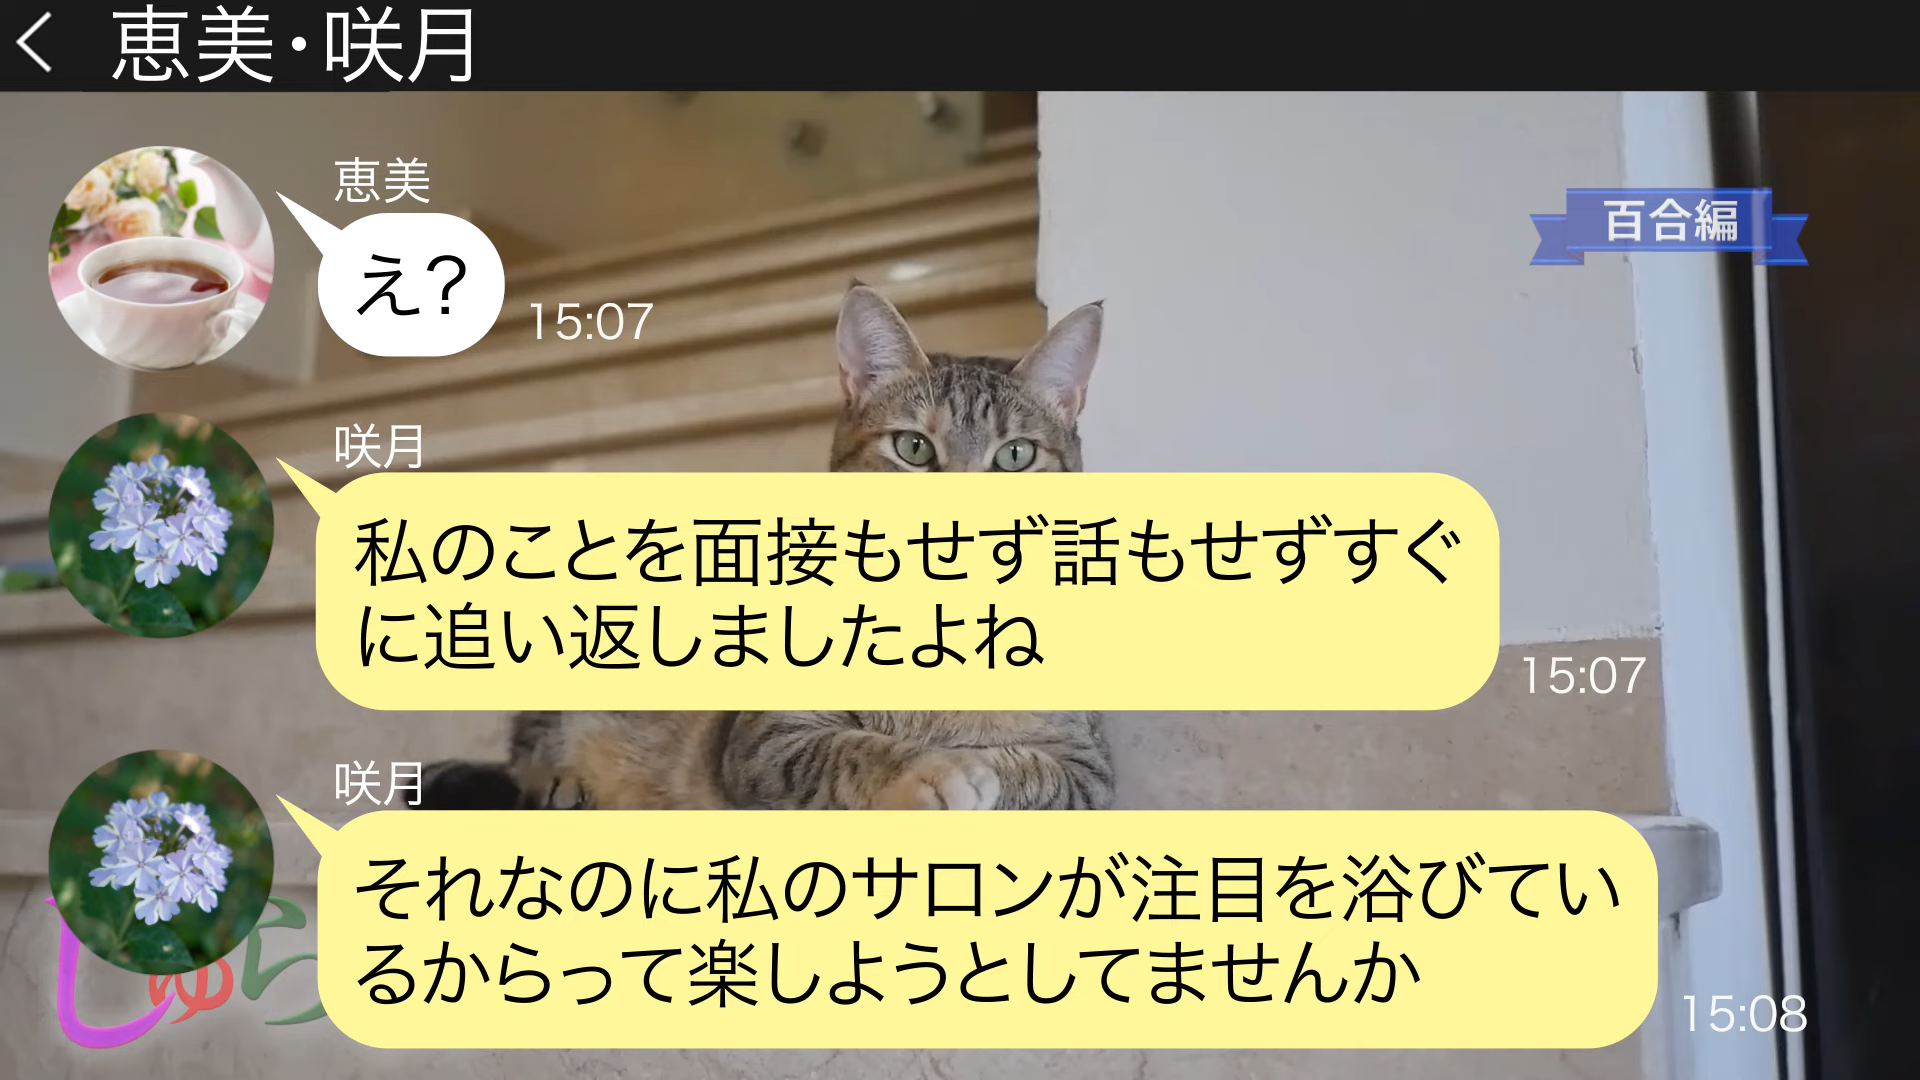 恵美・咲月
恵美
百合編
え?
15:07
咲月
私のことを面接もせず話もせずすぐ
に追い返しましたよね
15:07
咲月
それなのに私のサロンが注目を浴びてい
るからって楽しようとしてませんか
15:08
しゅら